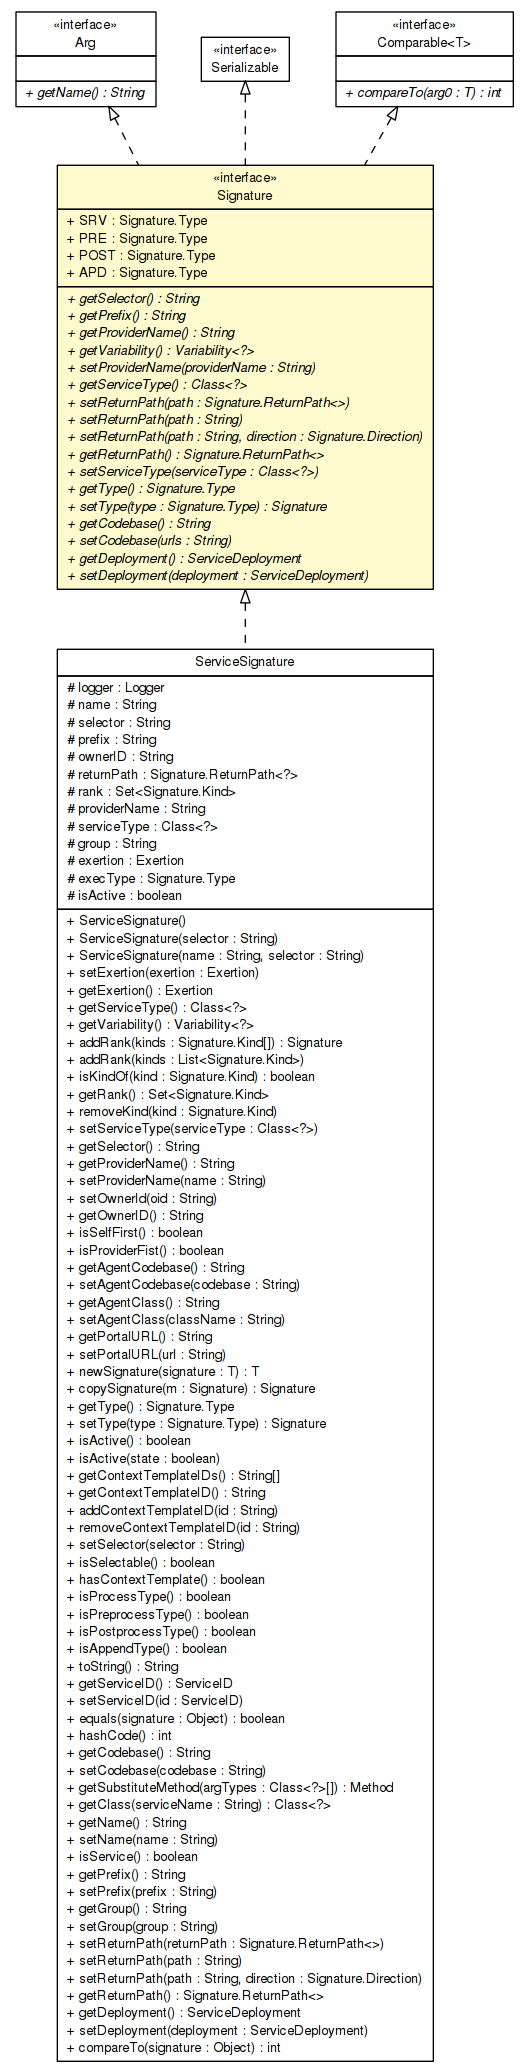 «interface»
Arg
+ getName() : String
«interface»
Serializable
«interface»
Comparable<T>
+ compareTo(arg0 : T) : int
«interface»
Signature
+ SRV : Signature.Type
+ PRE : Signature.Type
+ POST : Signature.Type
+ APD : Signature.Type
+ getSelector() : String
+ getPrefix() : String
+ getProviderName() : String
+ getVariability() : Variability<?>
+ setProviderName(providerName : String)
+ getServiceType() : Class<?>
+ setReturnPath(path : Signature.ReturnPath<>)
+ setReturnPath(path : String)
+ setReturnPath(path : String, direction : Signature.Direction)
+ getReturnPath() : Signature.ReturnPath<>
+ setServiceType(serviceType : Class<?>)
+ getType() : Signature.Type
+ setType(type : Signature.Type) : Signature
+ getCodebase() : String
+ setCodebase(urls : String)
+ getDeployment() : ServiceDeployment
+ setDeployment(deployment : ServiceDeployment)
ServiceSignature
# logger : Logger
# name : String
# selector : String
# prefix : String
# ownerID : String
# returnPath : Signature.ReturnPath<?>
# rank : Set<Signature.Kind>
# providerName : String
# serviceType : Class<?>
# group : String
# exertion : Exertion
# execType : Signature.Type
# isActive : boolean
+ ServiceSignature()
+ ServiceSignature(selector : String)
+ ServiceSignature(name : String, selector : String)
+ setExertion(exertion : Exertion)
+ getExertion() : Exertion
+ getServiceType() : Class<?>
+ getVariability() : Variability<?>
+ addRank(kinds : Signature.Kind[]) : Signature
+ addRank(kinds : List<Signature.Kind>)
+ isKindOf(kind : Signature.Kind) : boolean
+ getRank() : Set<Signature.Kind>
+ removeKind(kind : Signature.Kind)
+ setServiceType(serviceType : Class<?>)
+ getSelector() : String
+ getProviderName() : String
+ setProviderName(name : String)
+ setOwnerId(oid : String)
+ getOwnerID() : String
+ isSelfFirst() : boolean
+ isProviderFist() : boolean
+ getAgentCodebase() : String
+ setAgentCodebase(codebase : String)
+ getAgentClass() : String
+ setAgentClass(className : String)
+ getPortalURL() : String
+ setPortalURL(url : String)
+ newSignature(signature : T) : T
+ copySignature(m : Signature) : Signature
+ getType() : Signature.Type
+ setType(type : Signature.Type) : Signature
+ isActive() : boolean
+ isActive(state : boolean)
+ getContextTemplateIDs() : String[]
+ getContextTemplateID() : String
+ addContextTemplateID(id : String)
+ removeContextTemplateID(id : String)
+ setSelector(selector : String)
+ isSelectable() : boolean
+ hasContextTemplate() : boolean
+ isProcessType() : boolean
+ isPreprocessType() : boolean
+ isPostprocessType() : boolean
+ isAppendType() : boolean
+ toString() : String
+ getServiceID() : ServiceID
+ setServiceID(id : ServiceID)
+ equals(signature : Object) : boolean
+ hashCode() : int
+ getCodebase() : String
+ setCodebase(codebase : String)
+ getSubstituteMethod(argTypes : Class<?>[]) : Method
+ getClass(serviceName : String) : Class<?>
+ getName() : String
+ setName(name : String)
+ isService() : boolean
+ getPrefix() : String
+ setPrefix(prefix : String)
+ getGroup() : String
+ setGroup(group : String)
+ setReturnPath(returnPath : Signature.ReturnPath<>)
+ setReturnPath(path : String)
+ setReturnPath(path : String, direction : Signature.Direction)
+ getReturnPath() : Signature.ReturnPath<>
+ getDeployment() : ServiceDeployment
+ setDeployment(deployment : ServiceDeployment)
+ compareTo(signature : Object) : int